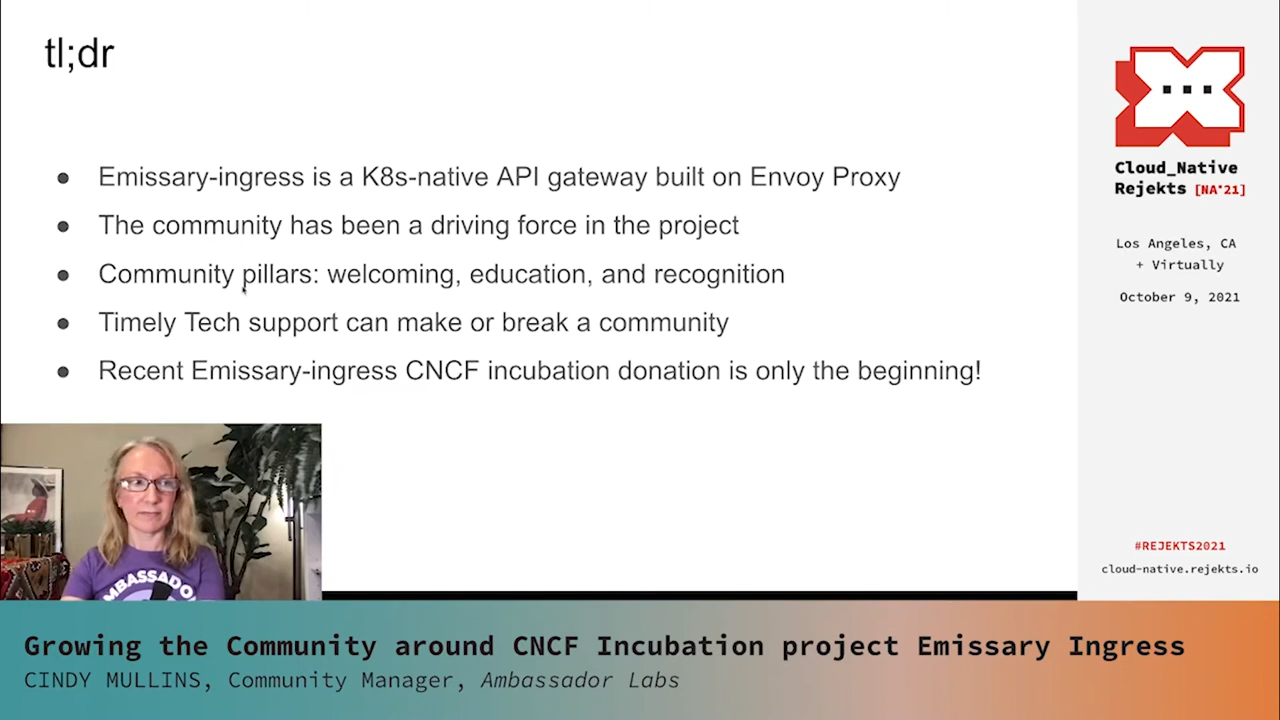 tl;dr
● Emissary-ingress is a K8s-native API gateway built on Envoy Proxy
● The community has been a driving force in the project
● Community pillars: welcoming, education, and recognition
● Timely Tech support can make or break a community
● Recent Emissary-ingress CNCF incubation donation is only the beginning!
Cloud_Native
Rejekts [NA'21]
Los Angeles, CA
+ Virtually
October 9, 2021
#REJEKTS2021
cloud-native.rejekts.io
AMBASSADO
Growing the Community around CNCF Incubation project Emissary Ingress
CINDY MULLINS, Community Manager, Ambassador Labs